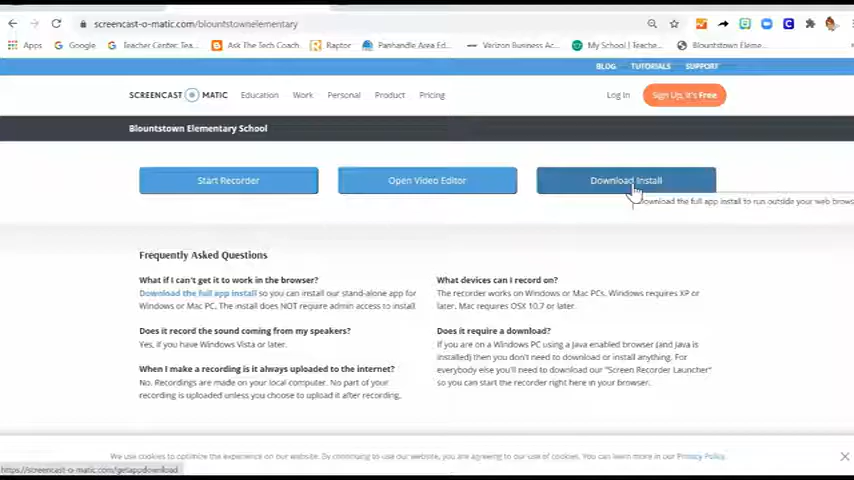 screencast-o-matic.com/blountstownelementary
Apps Google Teacher Center: Tea... Ask The Tech Coach Raptor Panhandle Area Ed... Verizon Business Ac... My School | Teache... Blountstown Eleme...
BLOG TUTORIALS SUPPORT
SCREENCAST O MATIC Education Work Personal Product Pricing Log In Sign Up, It's Free
Blountstown Elementary School
Start Recorder Open Video Editor Download Install
Download the full app install to run outside your web brows
Frequently Asked Questions
What if I can't get it to work in the browser?
Download the full app install so you can install our stand-alone app for
Windows or Mac PC. The install does NOT require admin access to install.
Does it record the sound coming from my speakers?
Yes, if you have Windows Vista or later.
When I make a recording is it always uploaded to the internet?
No. Recordings are made on your local computer. No part of your
recording is uploaded unless you choose to upload it after recording.
What devices can I record on?
The recorder works on Windows or Mac PCs. Windows requires XP or
later. Mac requires OSX 10.7 or later.
Does it require a download?
If you are on a Windows PC using a Java enabled browser (and Java is
installed) then you don't need to download or install anything. For
everybody else you'll need to download our "Screen Recorder Launcher"
so you can start the recorder right here in your browser.
We use cookies to optimize the experience on our website. By continuing to use our website, you are agreeing to our use of cookies. You can learn more in our Privacy Policy.
https://screencast-o-matic.com/getappdownload